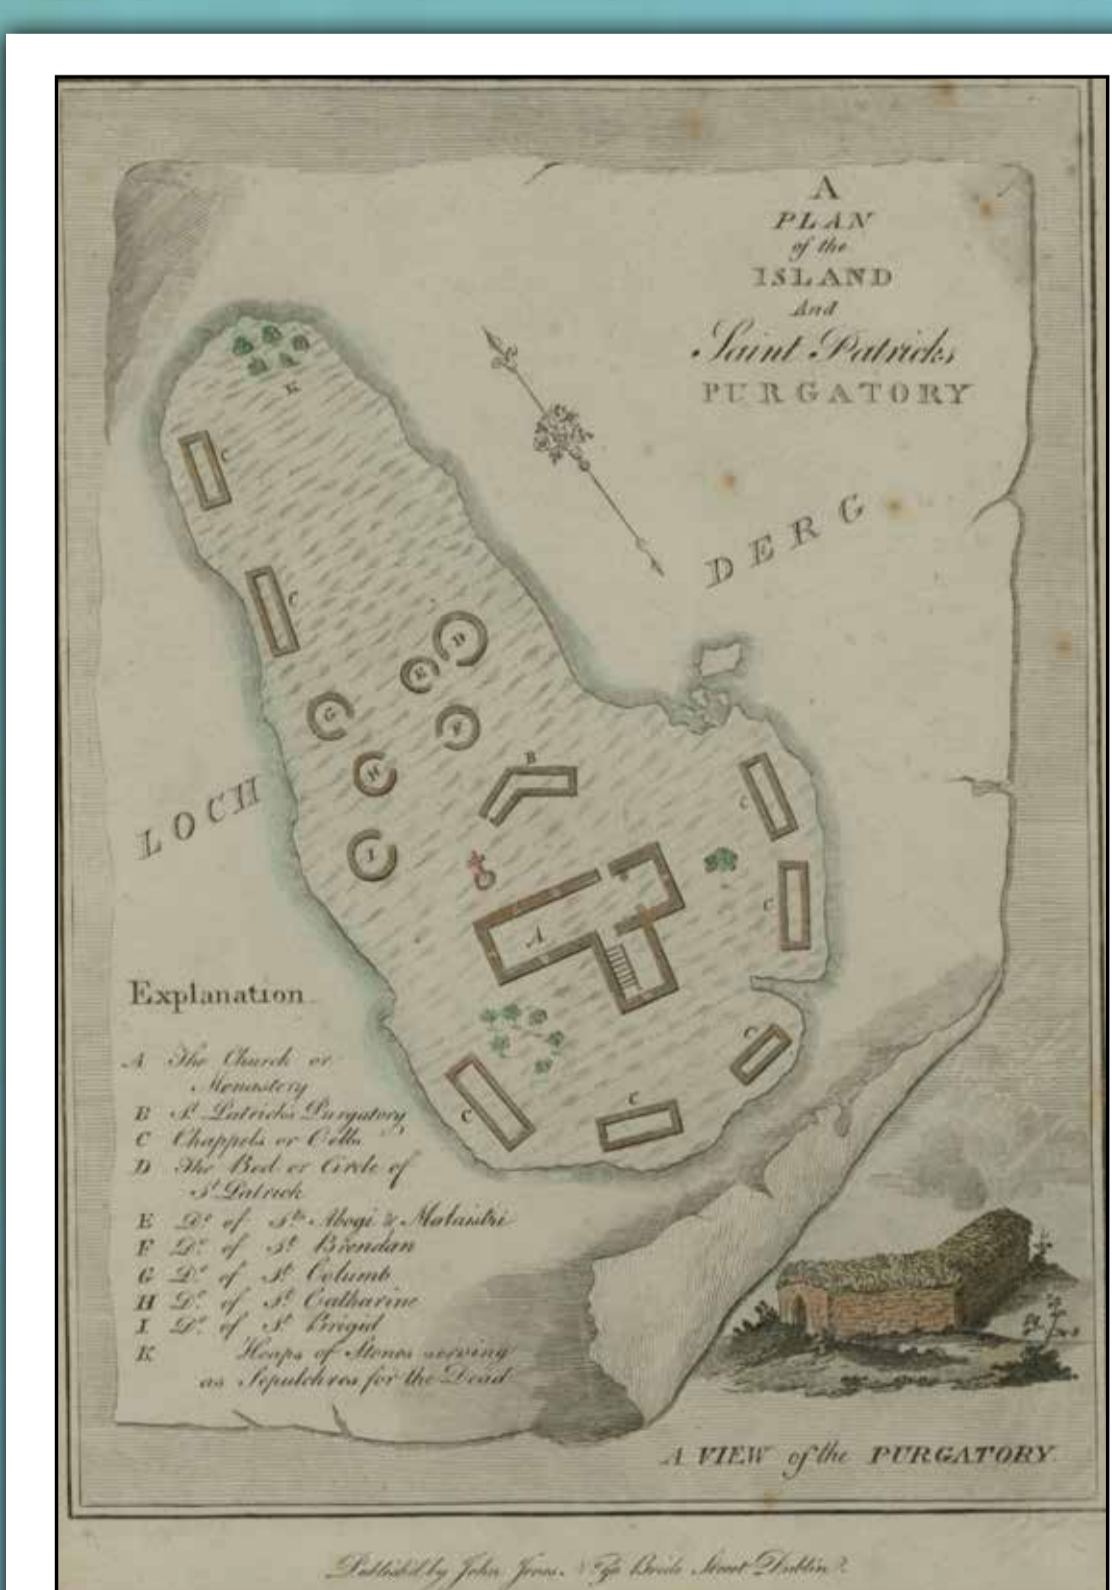 A
PLAN
of the
ISLAND
And
Saint Patricks
PURGATORY
LOCH DERG
K
C
C
D
E
F
G
H
I
B
C
C
A
C
C
C
Explanation
A The Church or
Monastery
B St. Patricks Purgatory
C Chappels or Cells
D The Bed or Circle of
St Patrick
E Do of Sts Abogi & Malaistri
F Do of St Brendan
G Do of St Columb
H Do of St Catharine
I Do of St Brigid
K Heaps of Stones serving
as Sepulchres for the Dead
A VIEW of the PURGATORY
Published by John Jones. Bride Street Dublin.